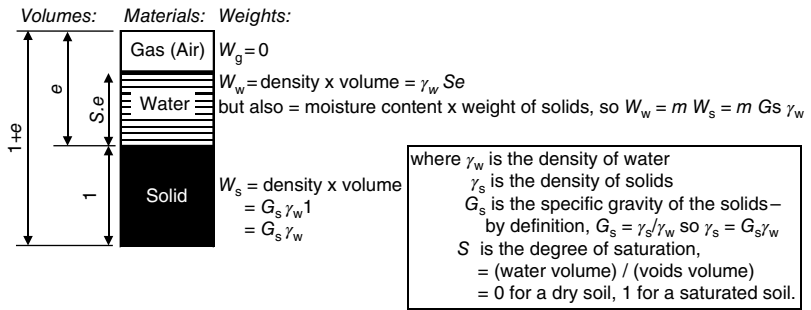 Volumes: Materials: Weights:
Gas (Air) W_g = 0
W_w = density x volume = γ_w Se
Water
but also = moisture content x weight of solids, so W_w = m W_s = m Gs γ_w
e
S.e
1+e
1
Solid
W_s = density x volume
= G_s γ_w 1
= G_s γ_w
where γ_w is the density of water
γ_s is the density of solids
G_s is the specific gravity of the solids–
by definition, G_s = γ_s/γ_w so γ_s = G_sγ_w
S is the degree of saturation,
= (water volume) / (voids volume)
= 0 for a dry soil, 1 for a saturated soil.